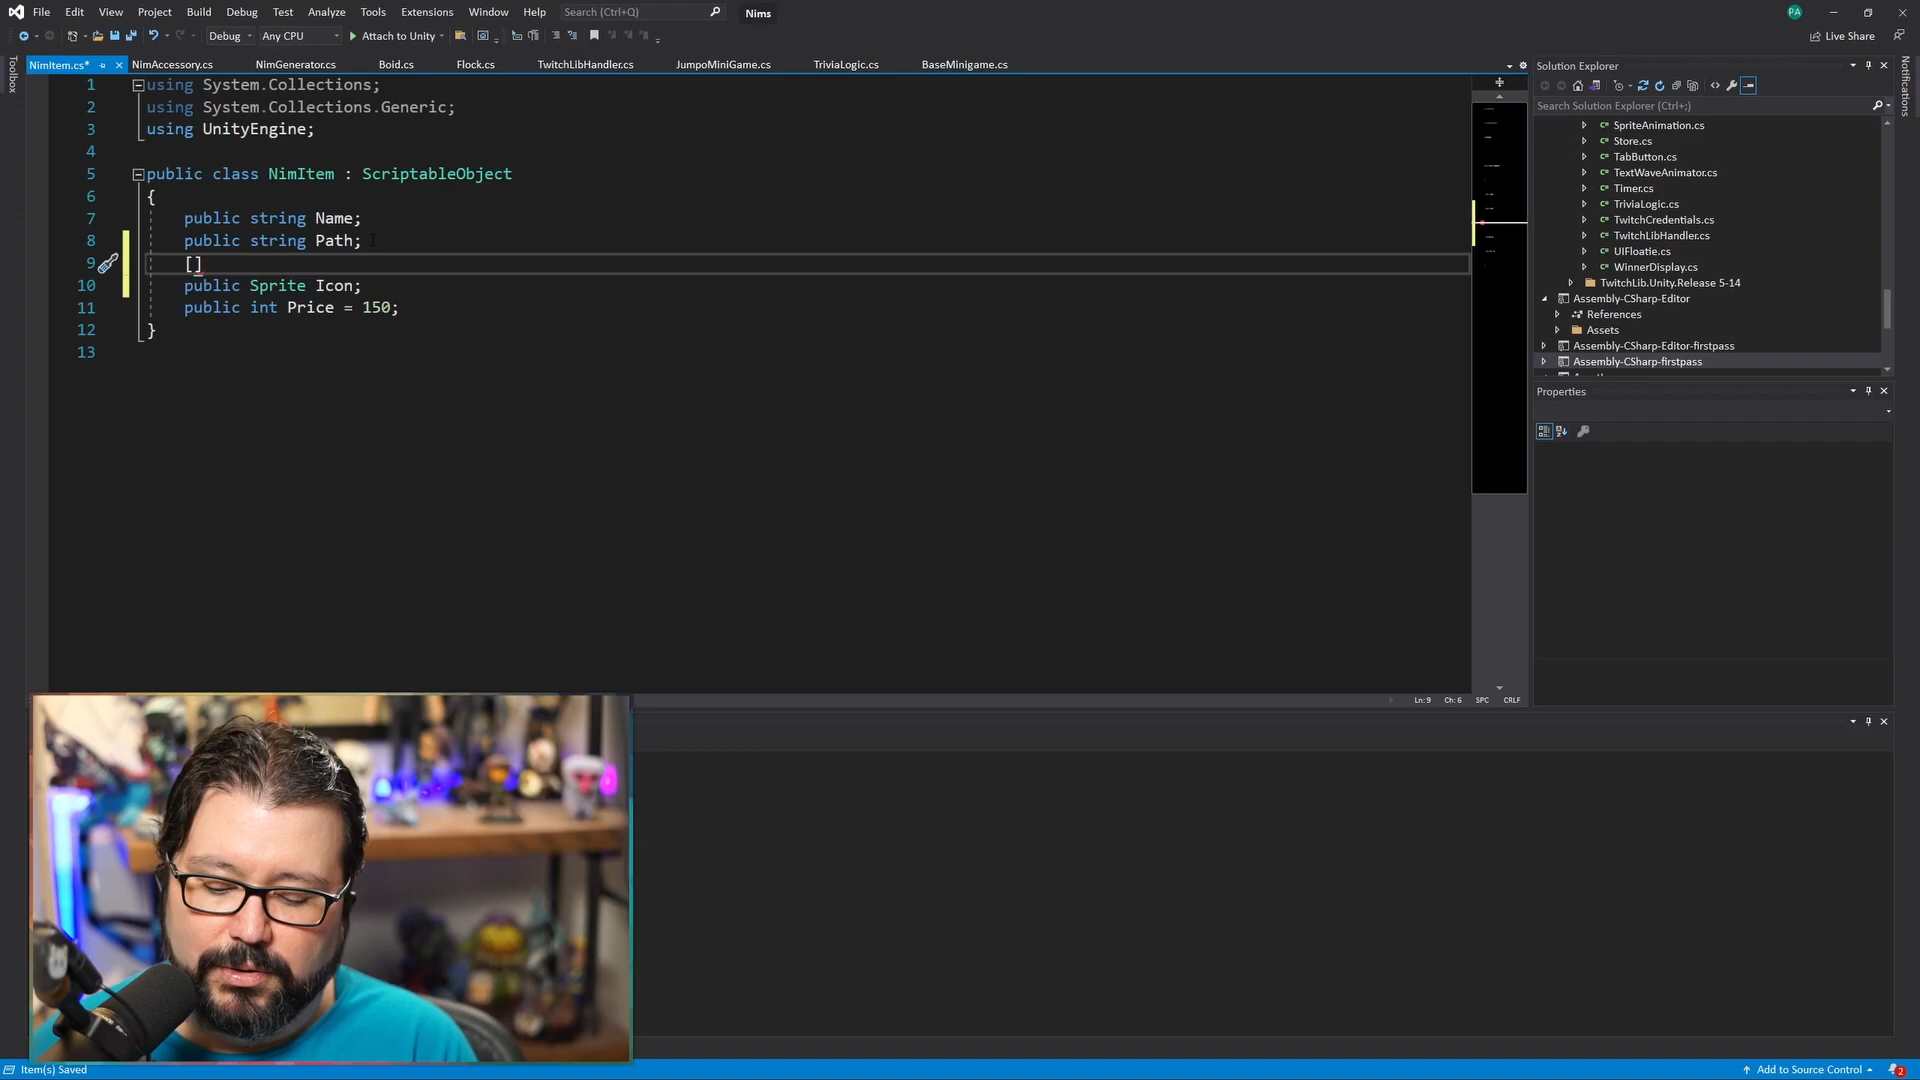 File Edit View Project Build Debug Test Analyze Tools Extensions Window Help Search (Ctrl+Q) Nims PA
Debug Any CPU Attach to Unity Live Share
Toolbox
NimItem.cs* NimAccessory.cs NimGenerator.cs Boid.cs Flock.cs TwitchLibHandler.cs JumpoMiniGame.cs TriviaLogic.cs BaseMinigame.cs
1 using System.Collections;
2 using System.Collections.Generic;
3 using UnityEngine;
4
5 public class NimItem : ScriptableObject
6 {
7 public string Name;
8 public string Path;
9 []
10 public Sprite Icon;
11 public int Price = 150;
12 }
13
Ln: 9 Ch: 6 SPC CRLF
Solution Explorer
Search Solution Explorer (Ctrl+;)
C# SpriteAnimation.cs
C# Store.cs
C# TabButton.cs
C# TextWaveAnimator.cs
C# Timer.cs
C# TriviaLogic.cs
C# TwitchCredentials.cs
C# TwitchLibHandler.cs
C# UIFloatie.cs
C# WinnerDisplay.cs
TwitchLib.Unity.Release 5-14
Assembly-CSharp-Editor
References
Assets
Assembly-CSharp-Editor-firstpass
Assembly-CSharp-firstpass
Properties
Notifications
Item(s) Saved Add to Source Control 2